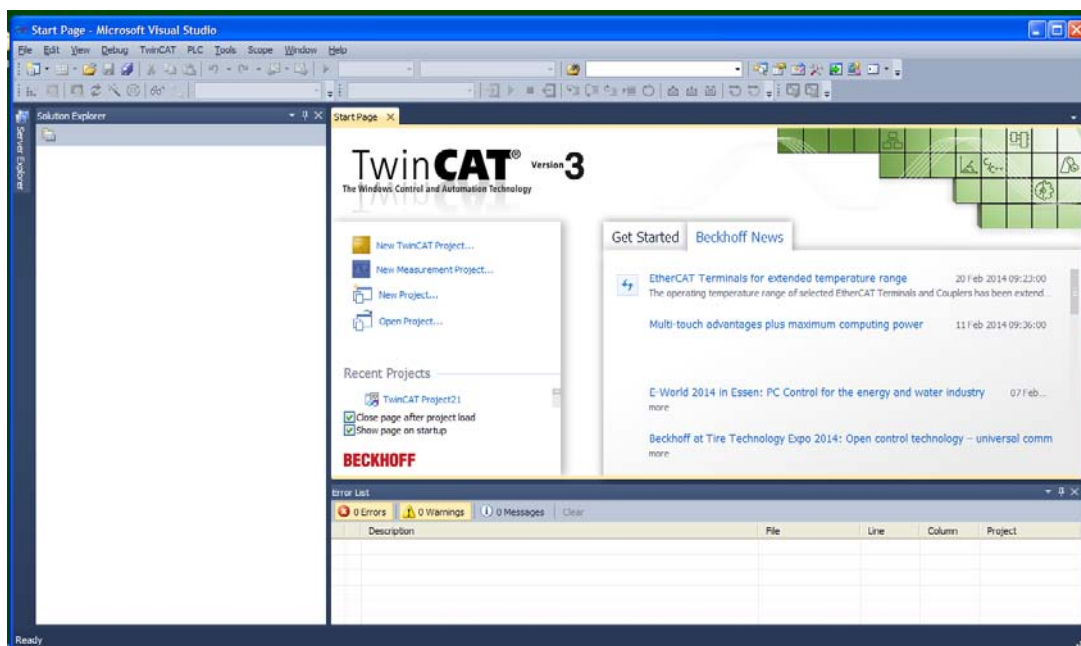 Start Page - Microsoft Visual Studio
File Edit View Debug TwinCAT PLC Tools Scope Window Help
Server Explorer
Solution Explorer
Start Page
TwinCAT® Version 3
The Windows Control and Automation Technology
New TwinCAT Project...
New Measurement Project...
New Project...
Open Project...
Recent Projects
TwinCAT Project21
Close page after project load
Show page on startup
BECKHOFF
Get Started Beckhoff News
EtherCAT Terminals for extended temperature range 20 Feb 2014 09:23:00
The operating temperature range of selected EtherCAT Terminals and Couplers has been extend...
Multi-touch advantages plus maximum computing power 11 Feb 2014 09:36:00
E-World 2014 in Essen: PC Control for the energy and water industry 07 Feb...
more
Beckhoff at Tire Technology Expo 2014: Open control technology – universal comm
more
Error List
0 Errors 0 Warnings 0 Messages Clear
Description File Line Column Project
Ready